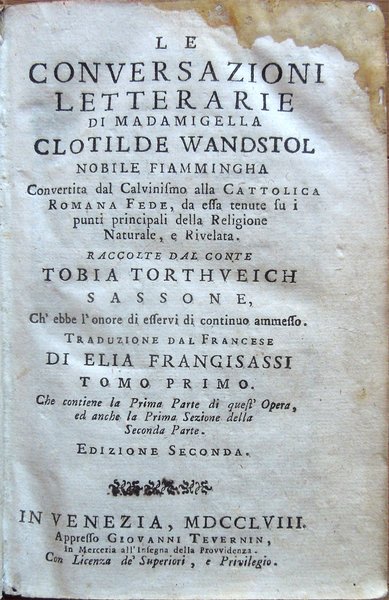 LE
CONVERSAZIONI
LETTERARIE
DI MADAMIGELLA
CLOTILDE WANDSTOL
NOBILE FIAMMINGHA
Convertita dal Calvinismo alla CATTOLICA
ROMANA FEDE, da essa tenute su i
punti principali della Religione
Naturale, e Rivelata.
RACCOLTE DAL CONTE
TOBIA TORTHVEICH
SASSONE,
Ch' ebbe l' onore di esservi di continuo ammesso.
TRADUZIONE DAL FRANCESE
DI ELIA FRANGISASSI
TOMO PRIMO.
Che contiene la Prima Parte di quest' Opera,
ed anche la Prima Sezione della
Seconda Parte.
EDIZIONE SECONDA.
IN VENEZIA, MDCCLVIII.
Appresso GIOVANNI TEVERNIN,
In Merceria all' Insegna della Provvidenza.
Con Licenza de' Superiori, e Privilegio.